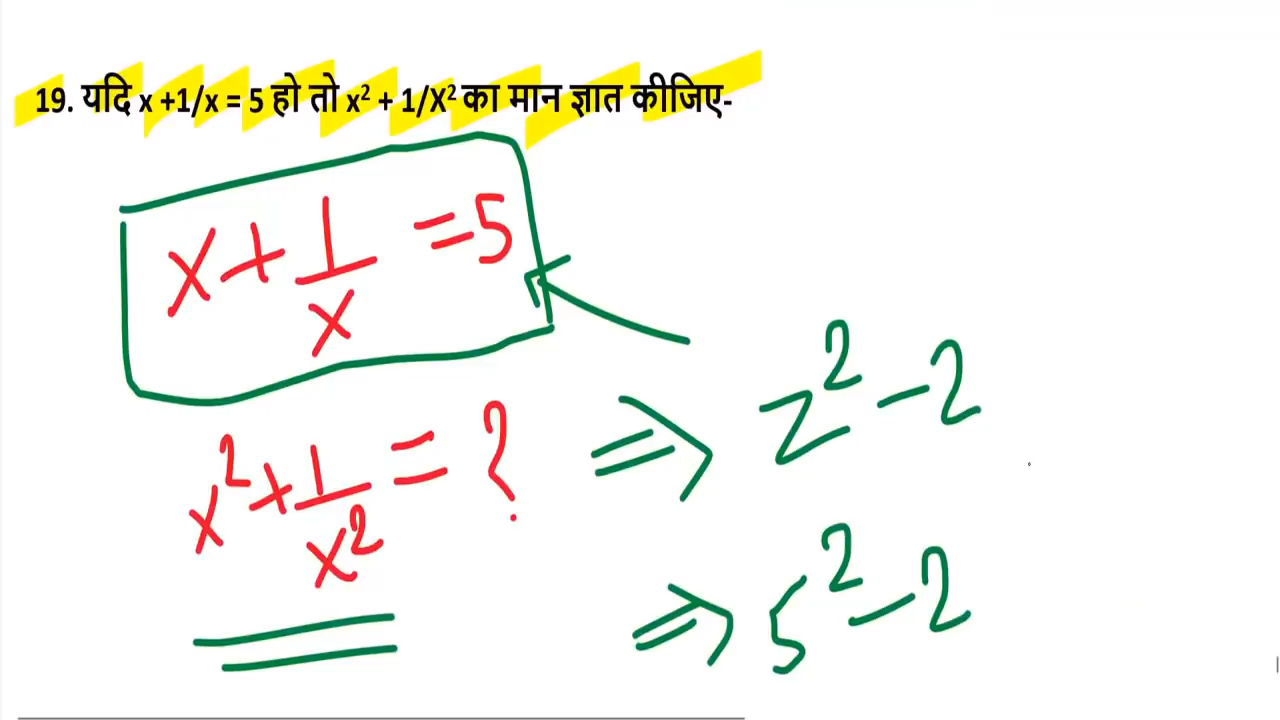 19. यदि x +1/x = 5 हो तो x² + 1/X² का मान ज्ञात कीजिए-
x + 1/x = 5
x² + 1/x² = ?
⇒ z² - 2
⇒ 5² - 2